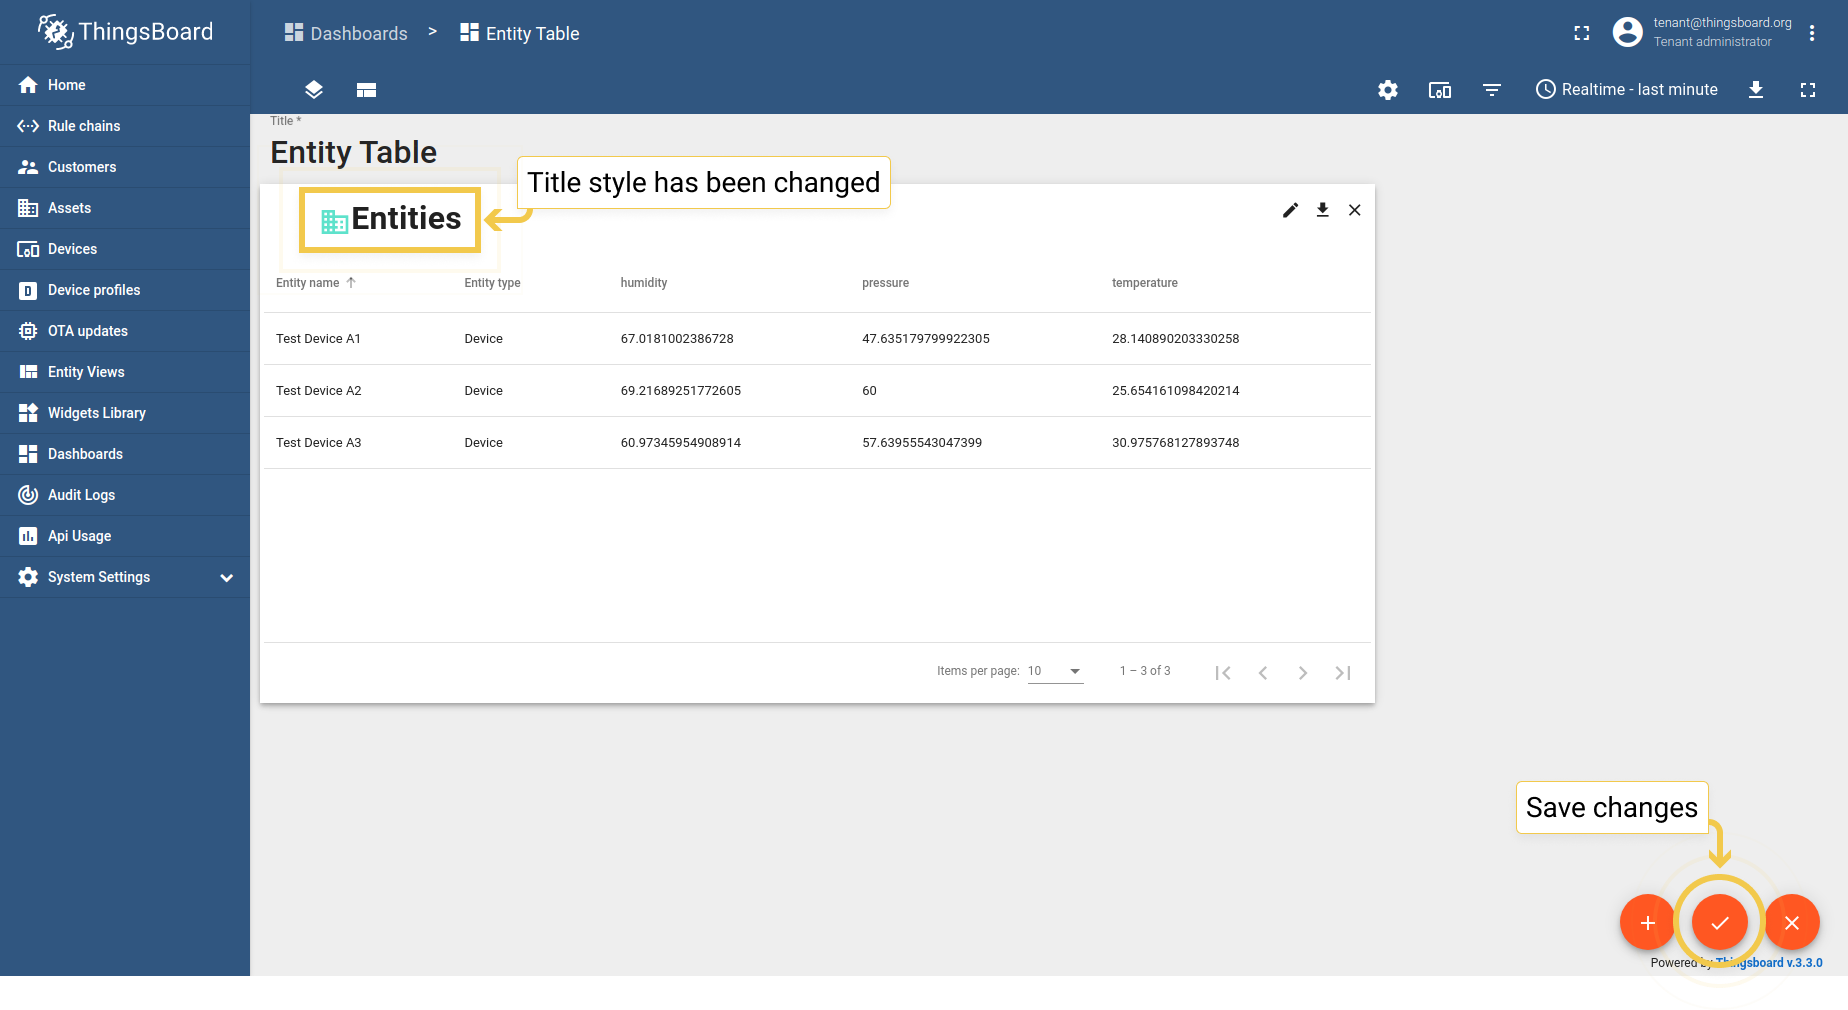 ThingsBoard
Dashboards > Entity Table
tenant@thingsboard.org
Tenant administrator
Realtime - last minute
Home
Rule chains
Customers
Assets
Devices
Device profiles
OTA updates
Entity Views
Widgets Library
Dashboards
Audit Logs
Api Usage
System Settings
Title *
Entity Table
Title style has been changed
Entities
Entity name Entity type humidity pressure temperature
Test Device A1 Device 67.0181002386728 47.635179799922305 28.140890203330258
Test Device A2 Device 69.21689251772605 60 25.654161098420214
Test Device A3 Device 60.97345954908914 57.63955543047399 30.975768127893748
Items per page: 10 1 – 3 of 3
Save changes
Powered by Thingsboard v.3.3.0